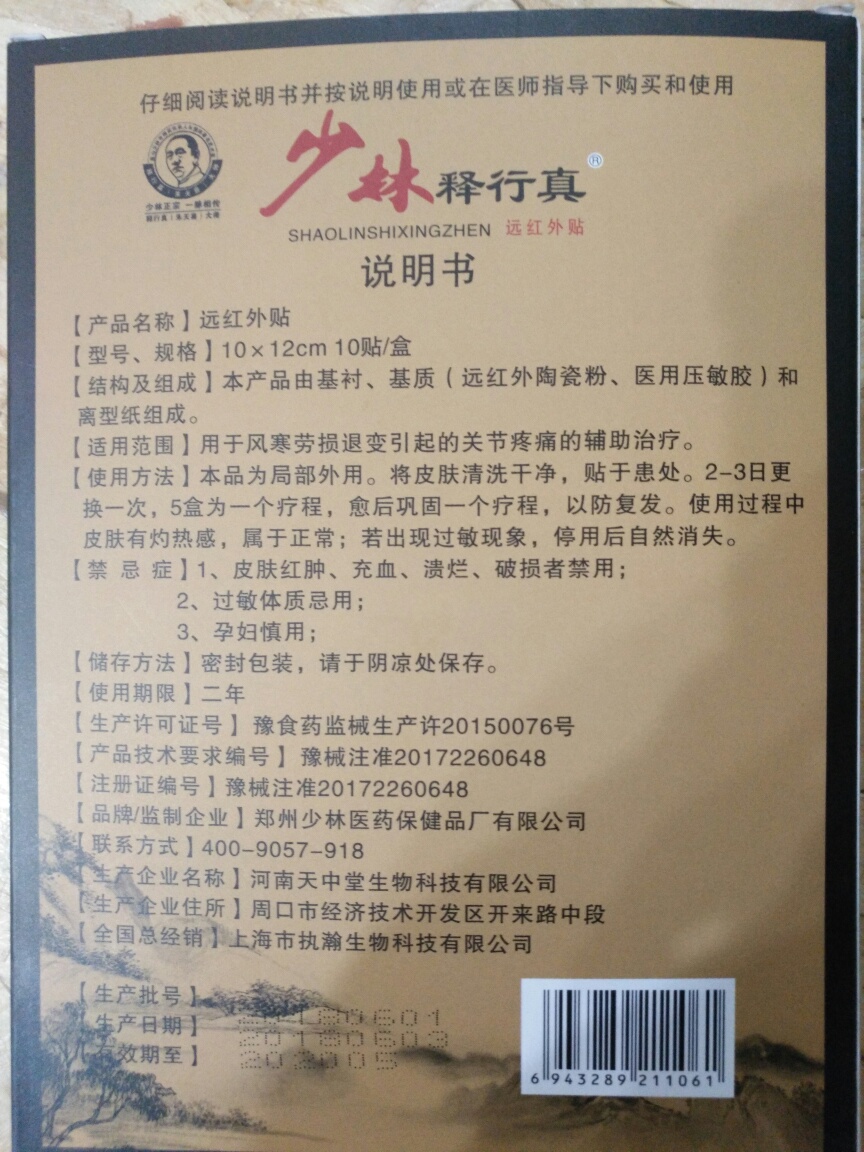 仔细阅读说明书并按说明使用或在医师指导下购买和使用
少林释行真®
少林正宗 一脉相传
SHAOLINSHIXINGZHEN 远红外贴
说明书
【产品名称】远红外贴
【型号、规格】10×12cm 10贴/盒
【结构及组成】本产品由基衬、基质（远红外陶瓷粉、医用压敏胶）和
离型纸组成。
【适用范围】用于风寒劳损退变引起的关节疼痛的辅助治疗。
【使用方法】本品为局部外用。将皮肤清洗干净，贴于患处。2-3日更
换一次，5盒为一个疗程，愈后巩固一个疗程，以防复发。使用过程中
皮肤有灼热感，属于正常；若出现过敏现象，停用后自然消失。
【禁忌症】1、皮肤红肿、充血、溃烂、破损者禁用；
2、过敏体质忌用；
3、孕妇慎用；
【储存方法】密封包装，请于阴凉处保存。
【使用期限】二年
【生产许可证号】豫食药监械生产许20150076号
【产品技术要求编号】豫械注准20172260648
【注册证编号】豫械注准20172260648
【品牌/监制企业】郑州少林医药保健品厂有限公司
【联系方式】400-9057-918
【生产企业名称】河南天中堂生物科技有限公司
【生产企业住所】周口市经济技术开发区开来路中段
【全国总经销】上海市执瀚生物科技有限公司
【生产批号】20180601
【生产日期】20180603
【有效期至】202005
6 943289 211061